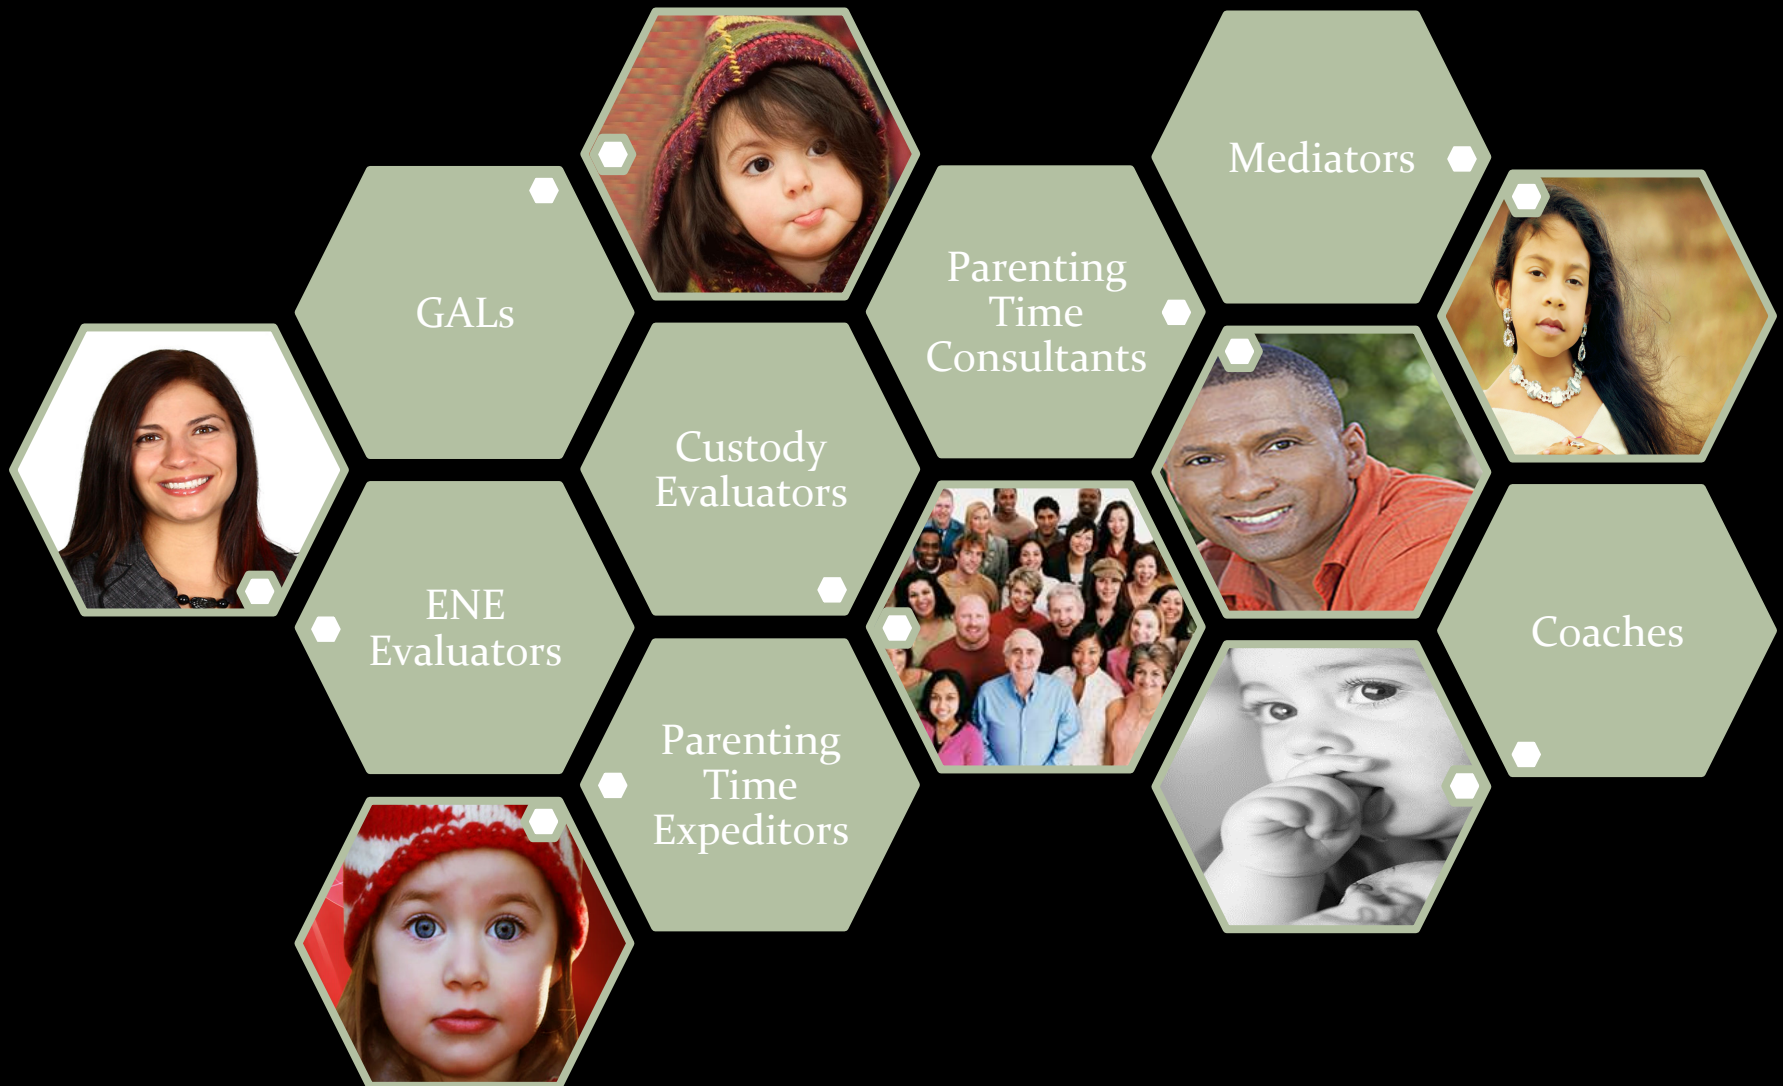 GALs
ENE
Evaluators
Custody
Evaluators
Parenting
Time
Expeditors
Parenting
Time
Consultants
Mediators
Coaches